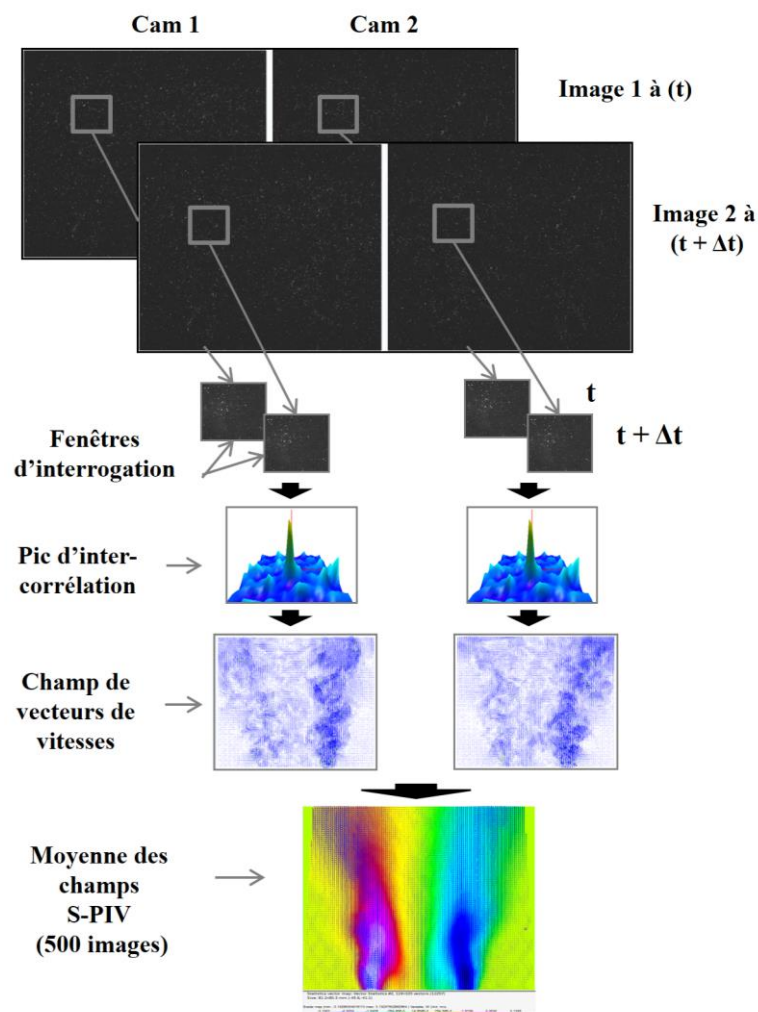 Cam 1
Cam 2
Image 1 à (t)
Image 2 à
(t + Δt)
t
t + Δt
Fenêtres
d’interrogation
Pic d’inter-
corrélation
Champ de
vecteurs de
vitesses
Moyenne des
champs
S-PIV
(500 images)